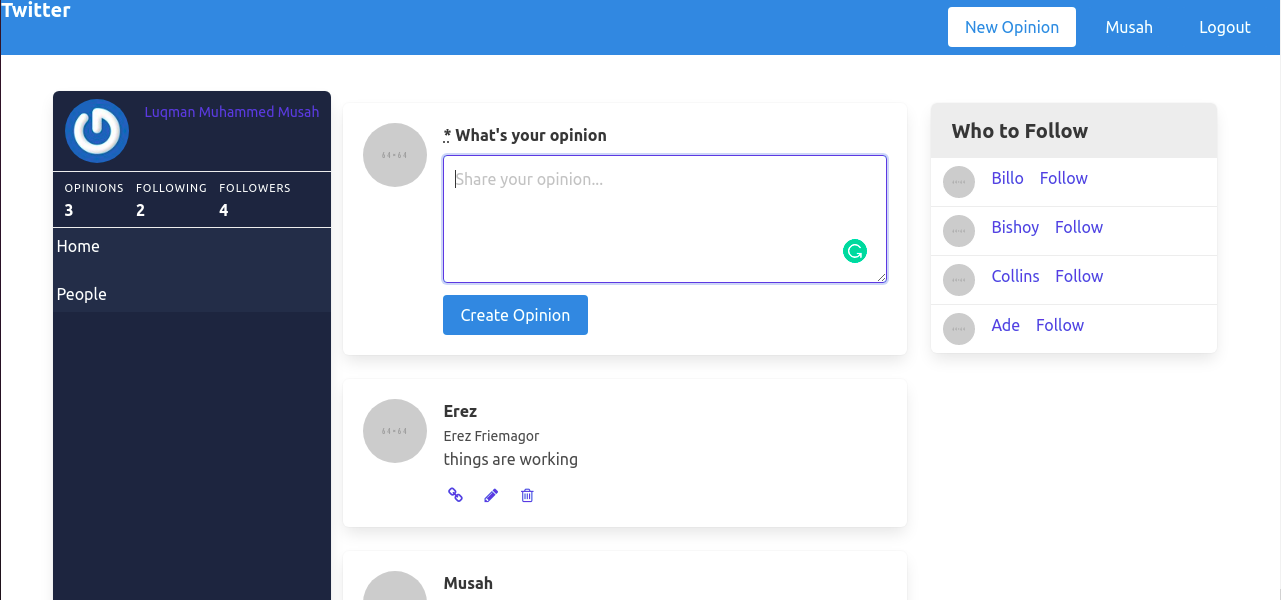 Twitter
New Opinion Musah Logout
Luqman Muhammed Musah
OPINIONS FOLLOWING FOLLOWERS
3 2 4
Home
People
64×64
* What's your opinion
Share your opinion...
Create Opinion
64×64
Erez
Erez Friemagor
things are working
Musah
Who to Follow
Billo Follow
Bishoy Follow
Collins Follow
Ade Follow